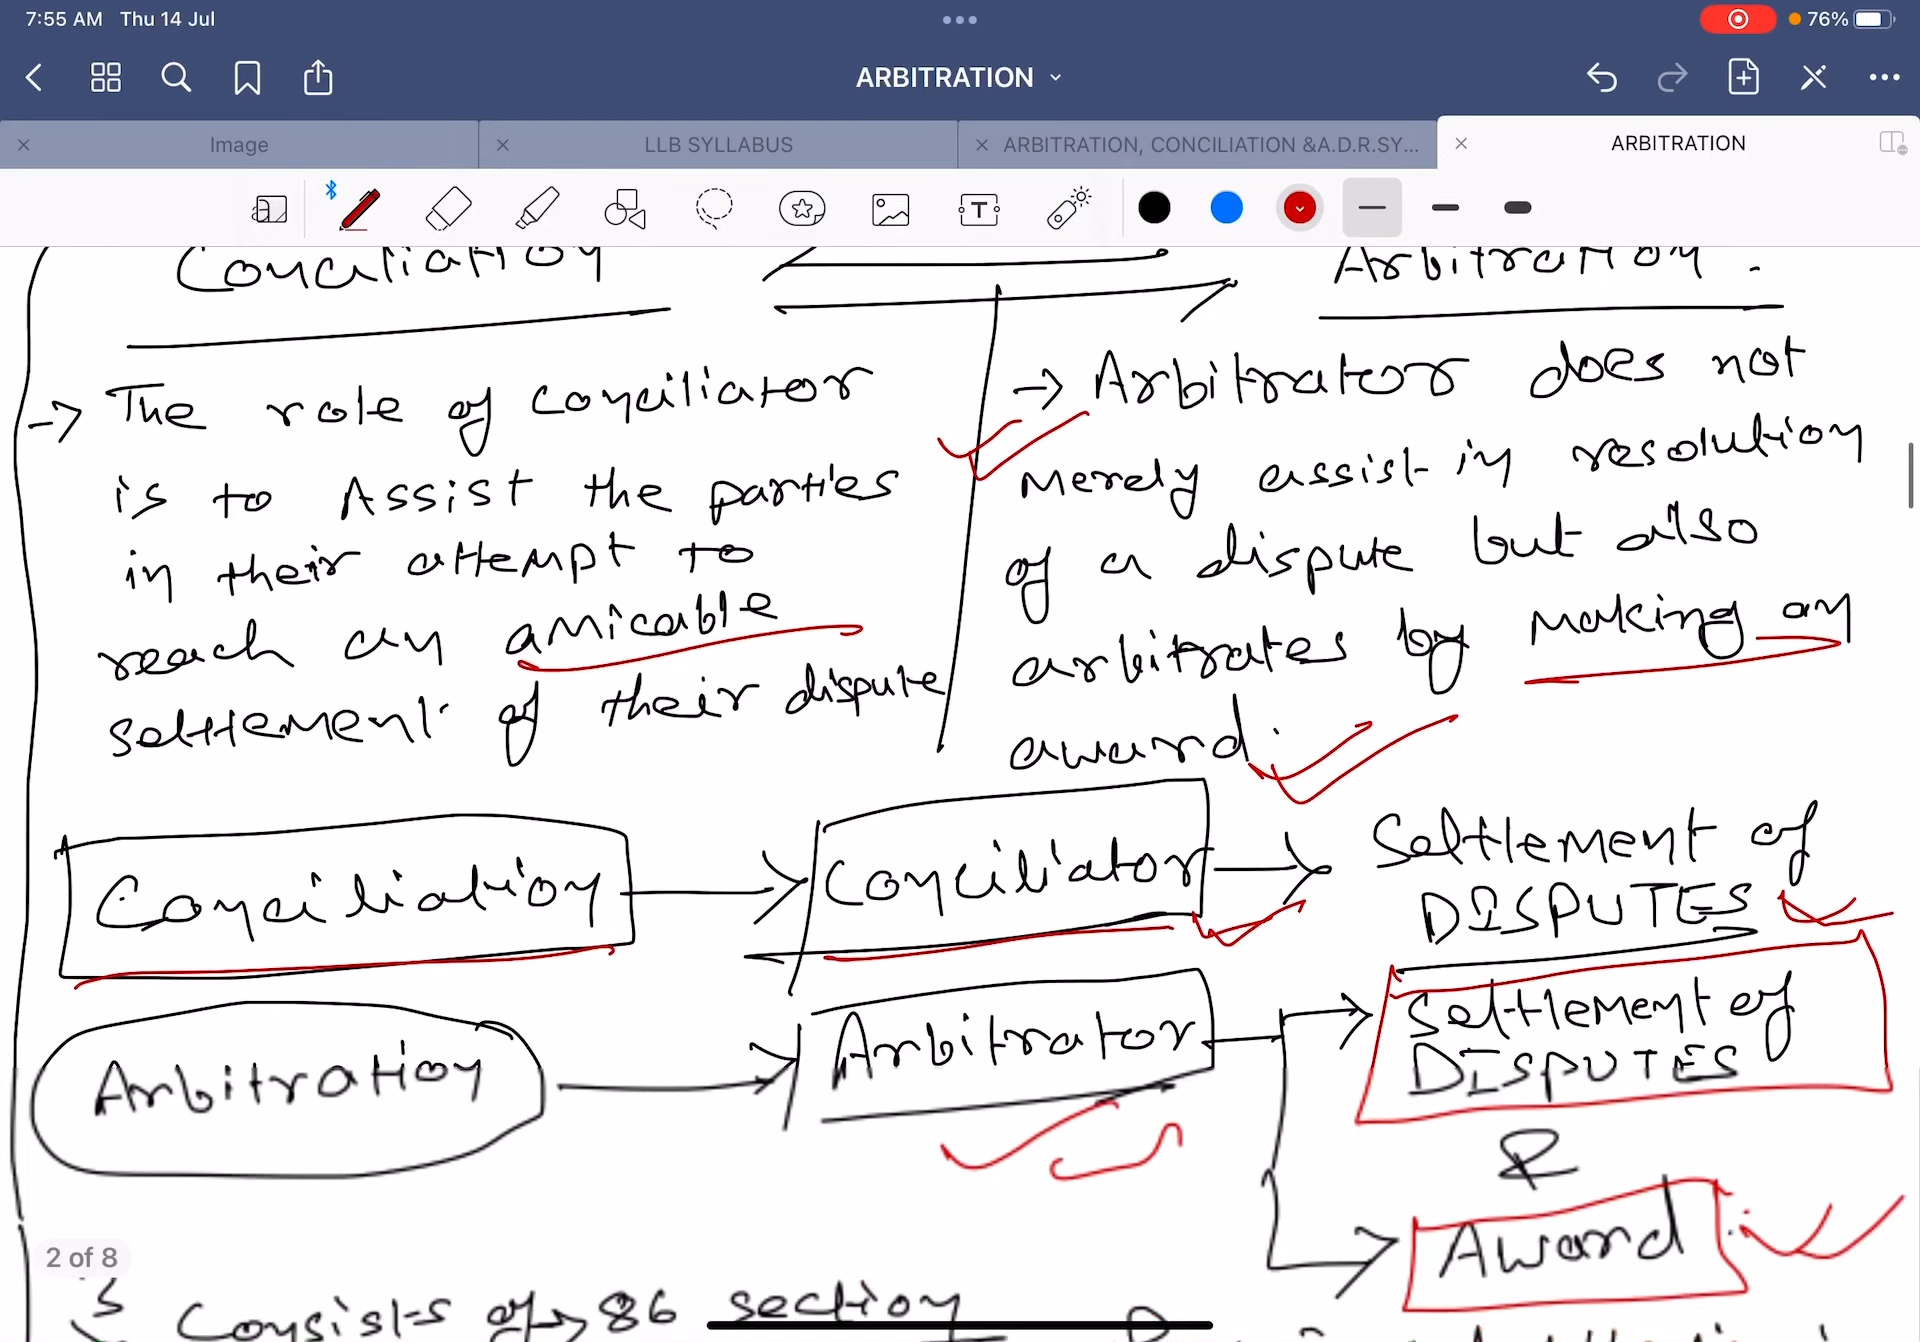 7:55 AM Thu 14 Jul
76%
ARBITRATION
Image
LLB SYLLABUS
ARBITRATION, CONCILIATION &A.D.R.SY...
ARBITRATION
T
Conciliation
Arbitration.
-> The role of conciliator
is to Assist the parties
in their attempt to
reach an amicable
settlement of their dispute
-> Arbitrator does not
Merely assist in resolution
of a dispute but also
arbitrates by Making an
award.
Conciliation
Conciliator
Settlement of
DISPUTES
Arbitration
Arbitrator
Settlement of
DISPUTES
&
Award
2 of 8
Consists of 86 section